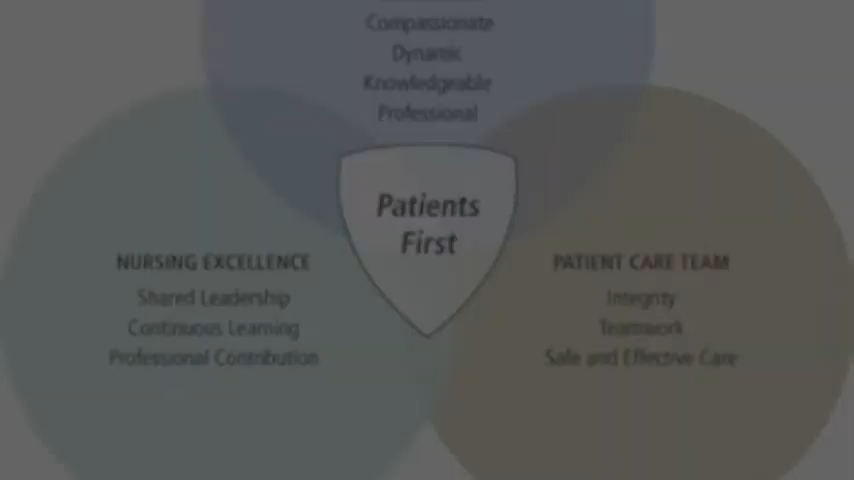 Compassionate
Dynamic
Knowledgeable
Professional
Patients
First
NURSING EXCELLENCE
Shared Leadership
Continuous Learning
Professional Contribution
PATIENT CARE TEAM
Integrity
Teamwork
Safe and Effective Care